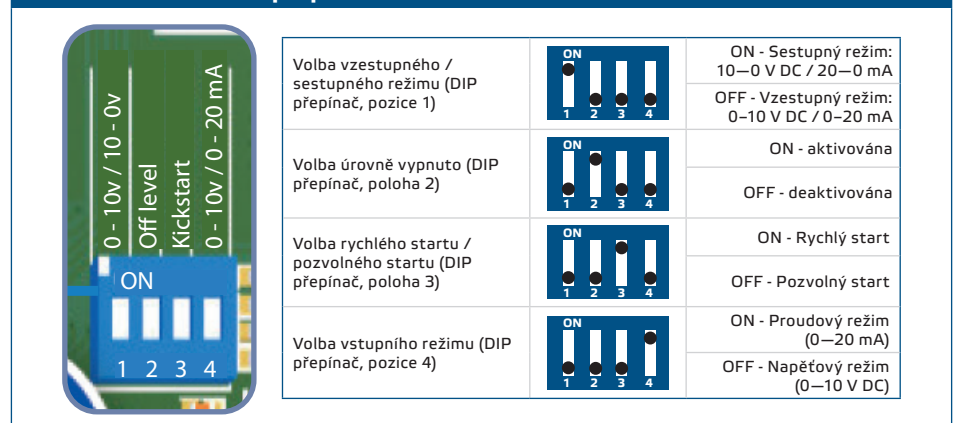 0 - 10v / 10 - 0v
Off level
Kickstart
0 - 10v / 0 - 20 mA
ON
1 2 3 4
Volba vzestupného /
sestupného režimu (DIP
přepínač, pozice 1)
ON
1 2 3 4
ON - Sestupný režim:
10—0 V DC / 20—0 mA
OFF - Vzestupný režim:
0–10 V DC / 0–20 mA
Volba úrovně vypnuto (DIP
přepínač, poloha 2)
ON
1 2 3 4
ON - aktivována
OFF - deaktivována
Volba rychlého startu /
pozvolného startu (DIP
přepínač, poloha 3)
ON
1 2 3 4
ON - Rychlý start
OFF - Pozvolný start
Volba vstupního režimu (DIP
přepínač, pozice 4)
ON
1 2 3 4
ON - Proudový režim
(0—20 mA)
OFF - Napěťový režim
(0—10 V DC)